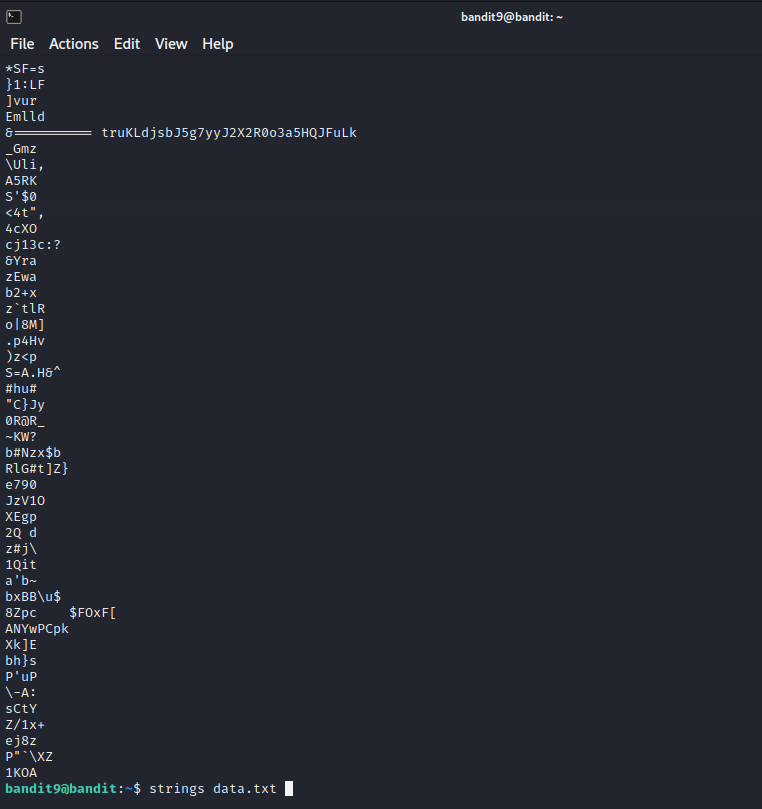 bandit9@bandit: ~
File Actions Edit View Help
*SF=s
}1:LF
]vur
Emlld
&========== truKLdjsbJ5g7yyJ2X2R0o3a5HQJFuLk
_Gmz
\Uli,
A5RK
S'$0
<4t",
4cXO
cj13c:?
&Yra
zEwa
b2+x
z`tlR
o|8M]
.p4Hv
)z<p
S=A.H&^
#hu#
"C}Jy
0R@R_
~KW?
b#Nzx$b
RlG#t]Z}
e790
JzV1O
XEgp
2Q d
z#j\
1Qit
a'b~
bxBB\u$
8Zpc    $FOxF[
ANYwPCpk
Xk]E
bh}s
P'uP
\-A:
sCtY
Z/1x+
ej8z
P"`\XZ
1KOA
bandit9@bandit:~$ strings data.txt